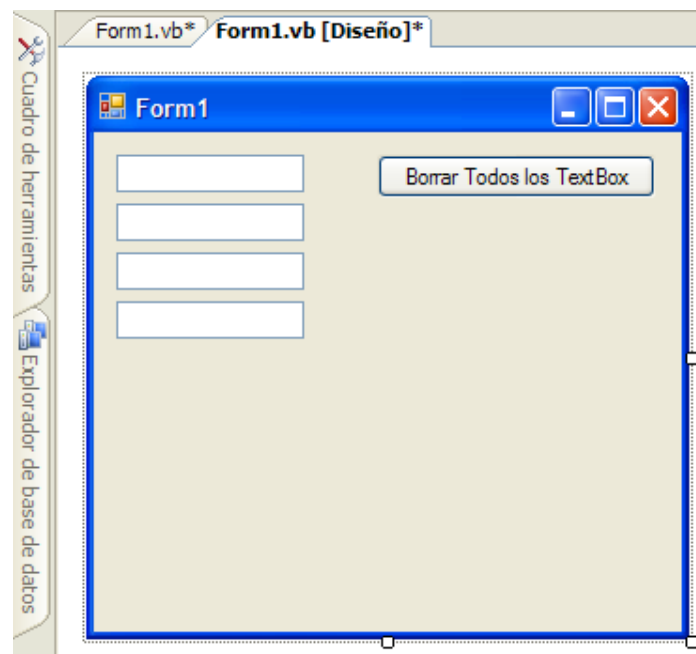 Form1.vb* Form1.vb [Diseño]*
Cuadro de herramientas
Explorador de base de datos
Form1
Borrar Todos los TextBox